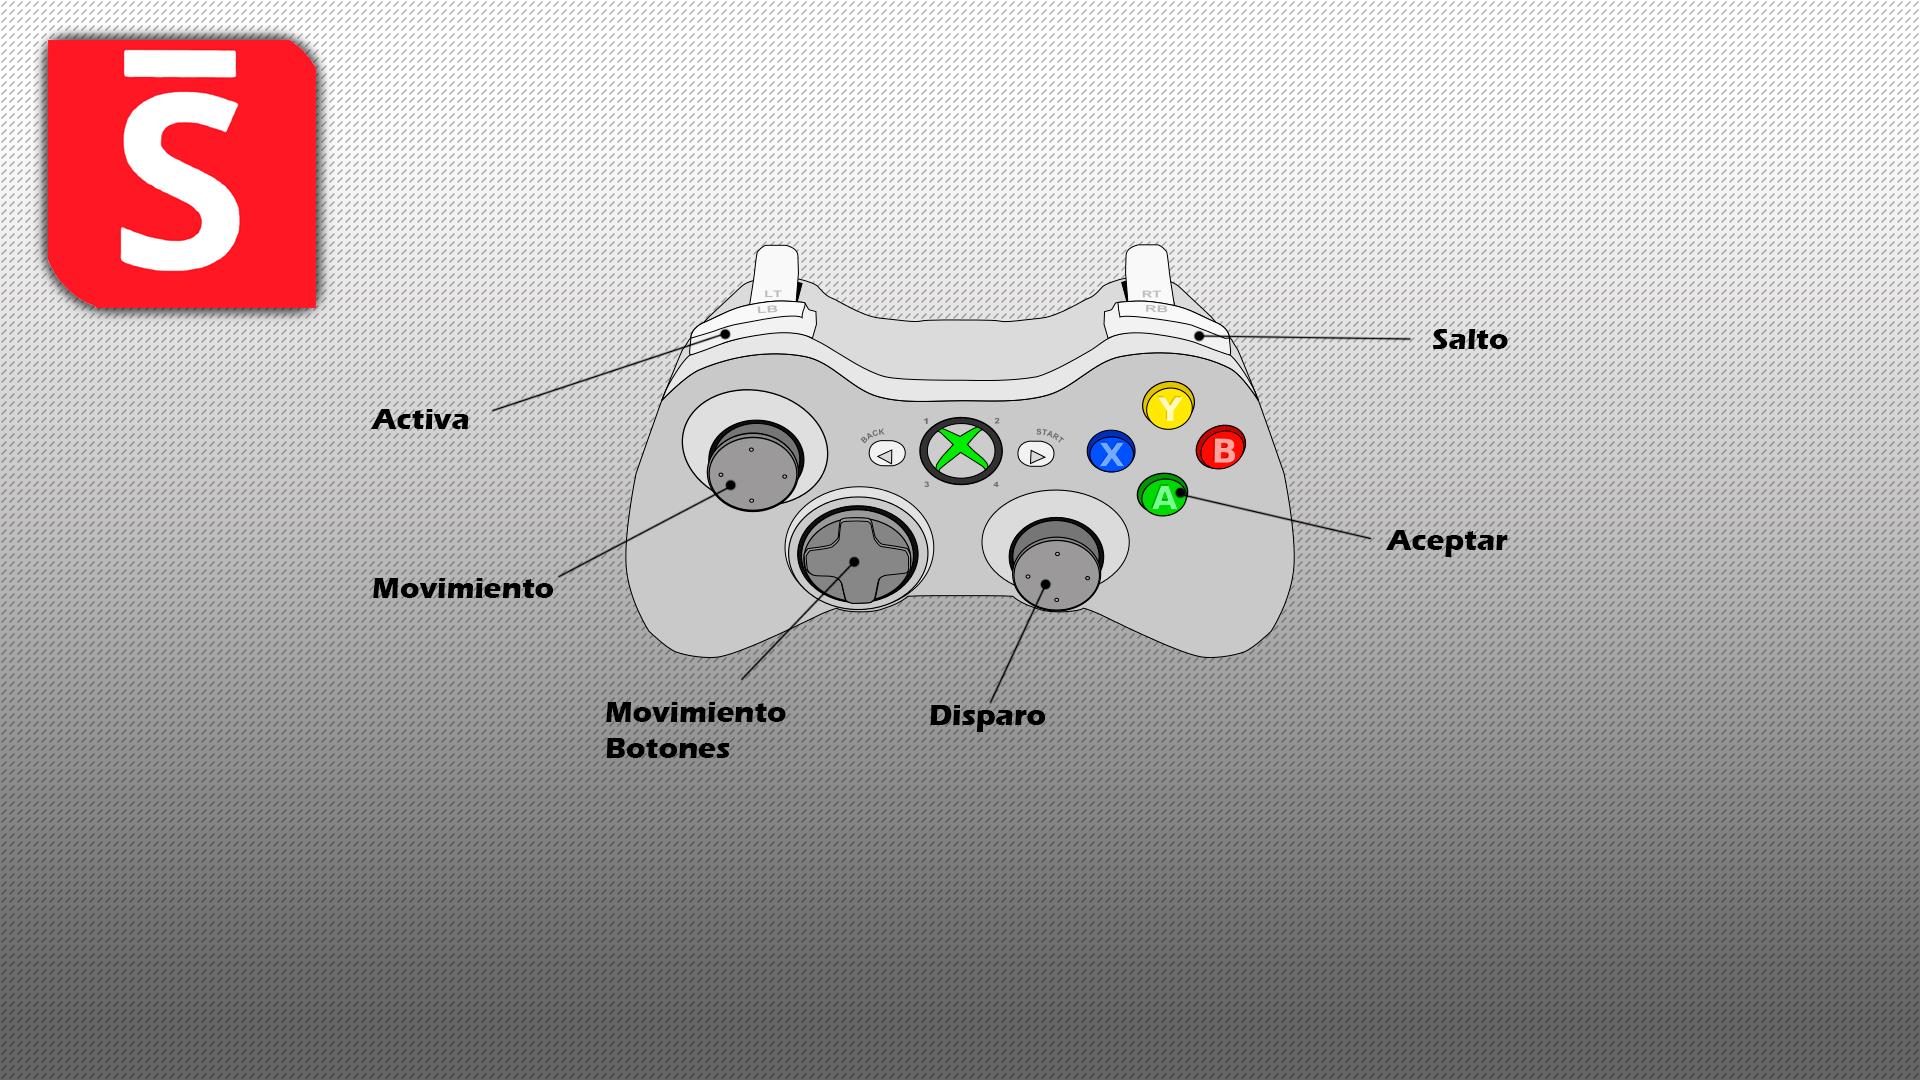 S̄
LT
LB
RT
RB
Salto
Activa
Y
BACK
1
2
START
X
B
3
4
A
Aceptar
Movimiento
Movimiento
Botones
Disparo